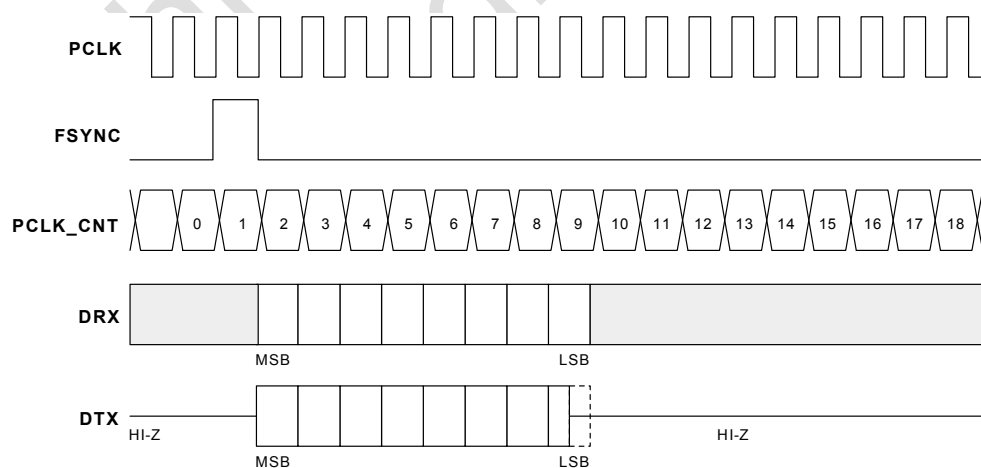 PCLK
FSYNC
PCLK_CNT 0 1 2 3 4 5 6 7 8 9 10 11 12 13 14 15 16 17 18
DRX
MSB LSB
DTX
HI-Z HI-Z
MSB LSB